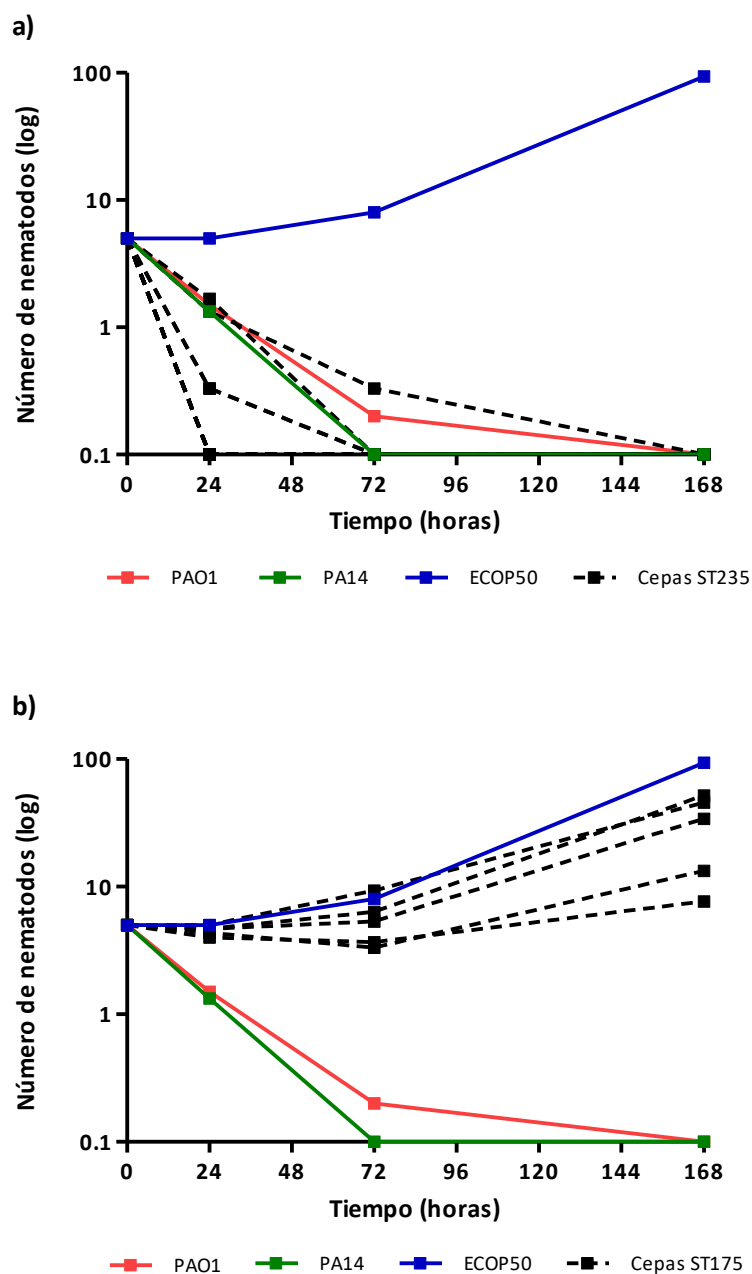 a)
Número de nematodos (log)
100
10
1
0.1
0 24 48 72 96 120 144 168
Tiempo (horas)
PAO1 PA14 ECOP50 Cepas ST235
b)
Número de nematodos (log)
100
10
1
0.1
0 24 48 72 96 120 144 168
Tiempo (horas)
PAO1 PA14 ECOP50 Cepas ST175